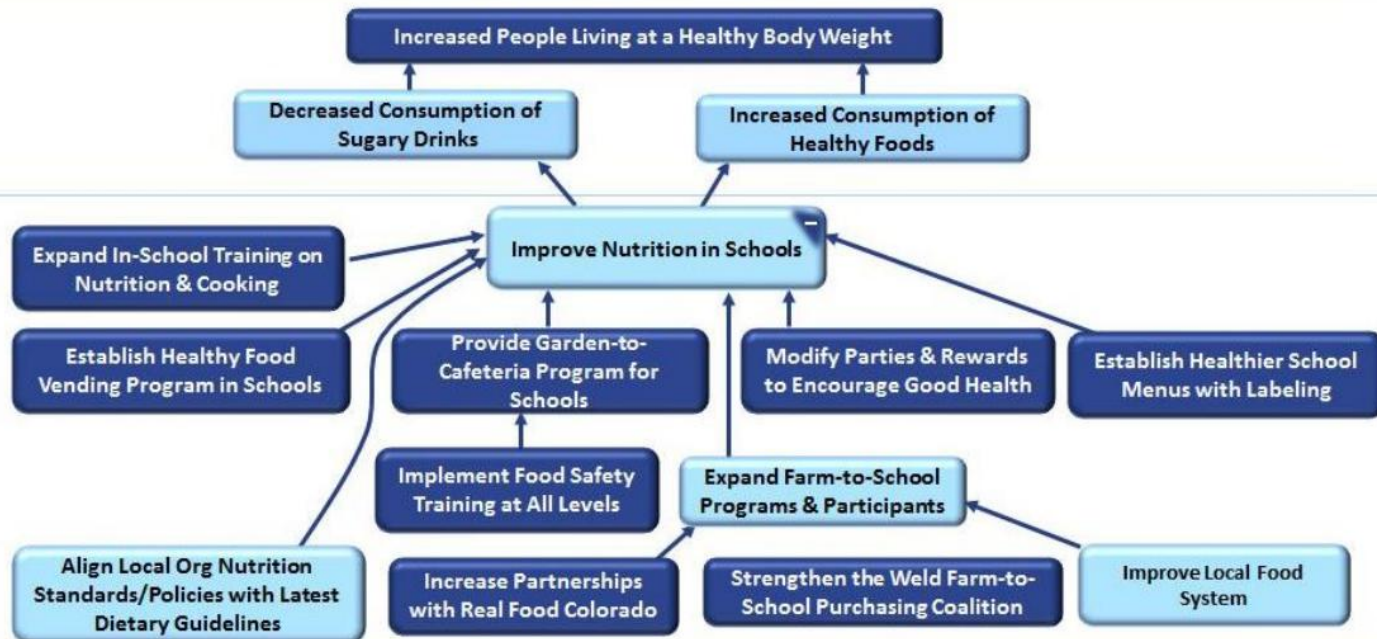 Increased People Living at a Healthy Body Weight
Decreased Consumption of
Sugary Drinks
Increased Consumption of
Healthy Foods
Improve Nutrition in Schools
Expand In-School Training on
Nutrition & Cooking
Establish Healthy Food
Vending Program in Schools
Provide Garden-to-
Cafeteria Program for
Schools
Modify Parties & Rewards
to Encourage Good Health
Establish Healthier School
Menus with Labeling
Implement Food Safety
Training at All Levels
Expand Farm-to-School
Programs & Participants
Align Local Org Nutrition
Standards/Policies with Latest
Dietary Guidelines
Increase Partnerships
with Real Food Colorado
Strengthen the Weld Farm-to-
School Purchasing Coalition
Improve Local Food
System